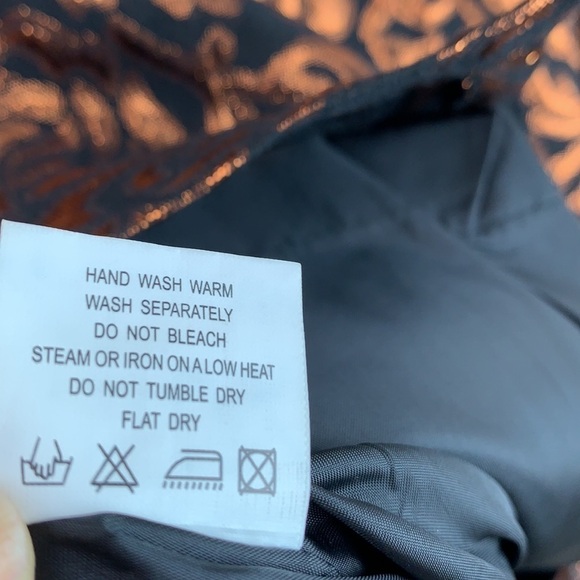 HAND WASH WARM
WASH SEPARATELY
DO NOT BLEACH
STEAM OR IRON ON A LOW HEAT
DO NOT TUMBLE DRY
FLAT DRY